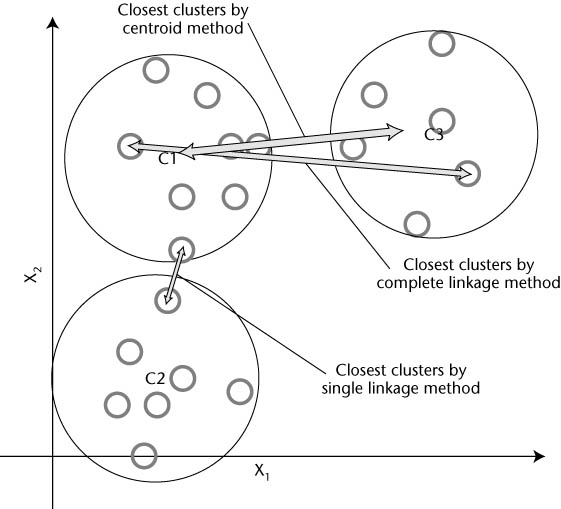 Closest clusters by
centroid method
C1
C3
X2
Closest clusters by
complete linkage method
C2
Closest clusters by
single linkage method
X1